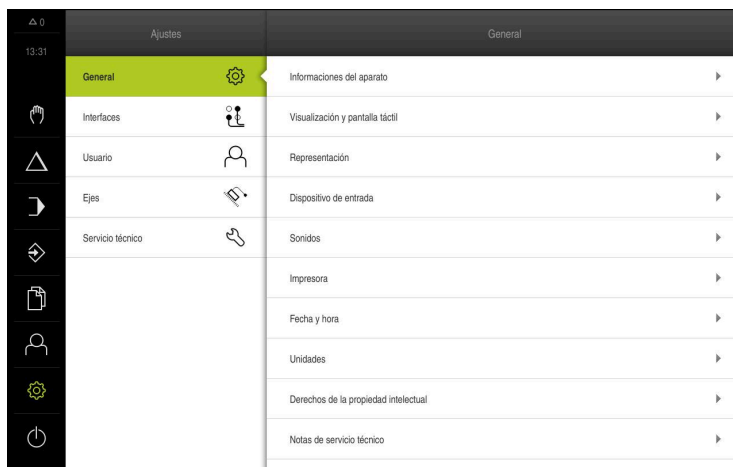 0
13:31
Ajustes
General
General
Interfaces
Usuario
Ejes
Servicio técnico
Informaciones del aparato
Visualización y pantalla táctil
Representación
Dispositivo de entrada
Sonidos
Impresora
Fecha y hora
Unidades
Derechos de la propiedad intelectual
Notas de servicio técnico